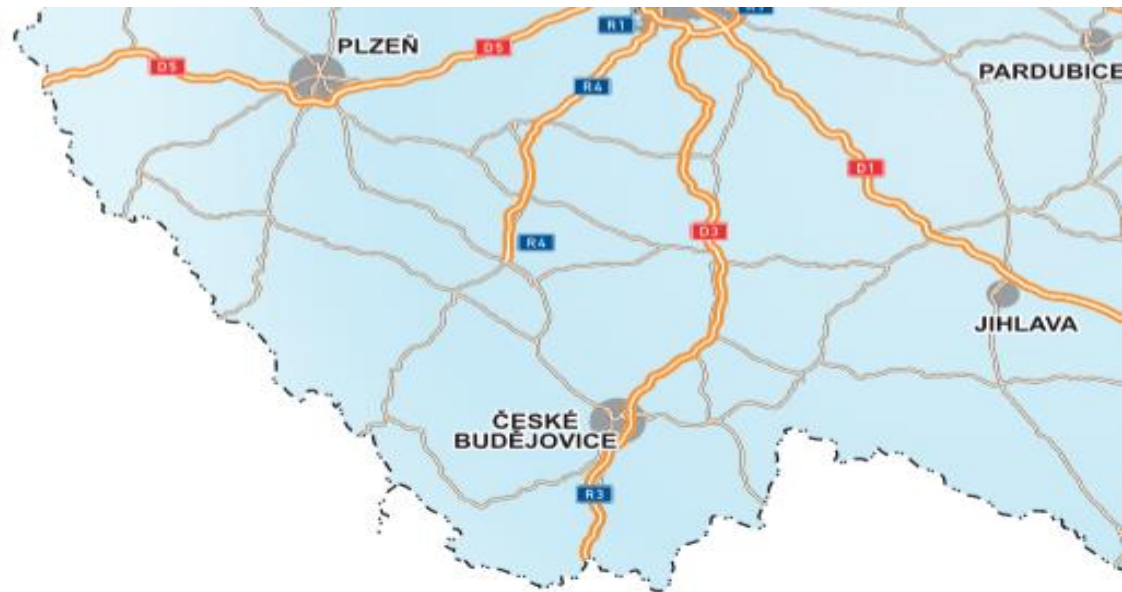 R1
PLZEŇ
D5
D5
PARDUBICE
R4
D1
D3
R4
JIHLAVA
ČESKÉ
BUDĚJOVICE
R3